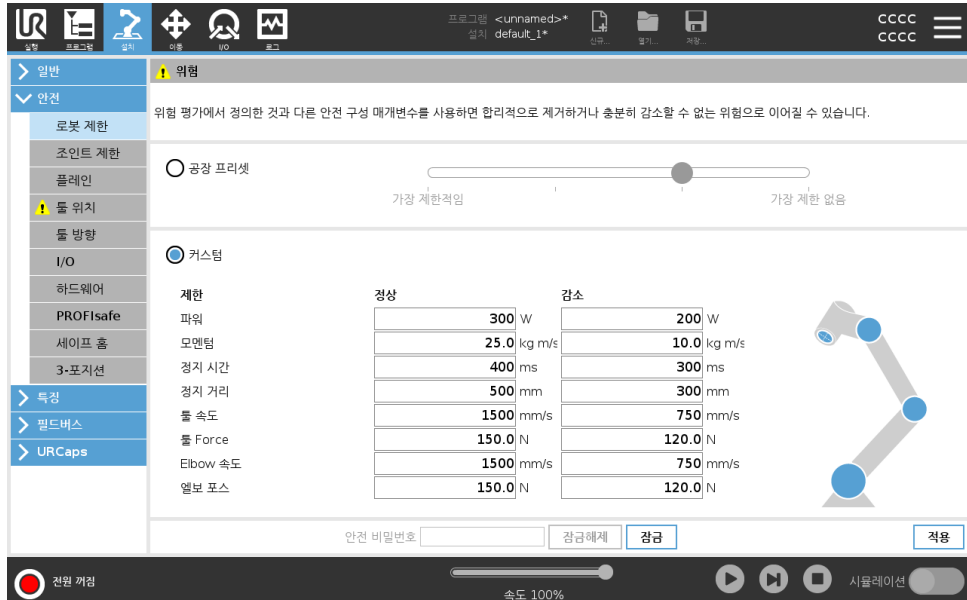 UR
프로그램 <unnamed>*
설치 default_1*
실행 프로그램 설치 이동 I/O 로그 신규... 열기... 저장...
CCCC
CCCC
일반
안전
로봇 제한
조인트 제한
플레인
툴 위치
툴 방향
I/O
하드웨어
PROFIsafe
세이프 홈
3-포지션
특징
필드버스
URCaps
위험
위험 평가에서 정의한 것과 다른 안전 구성 매개변수를 사용하면 합리적으로 제거하거나 충분히 감소할 수 없는 위험으로 이어질 수 있습니다.
공장 프리셋
가장 제한적임 가장 제한 없음
커스텀
제한 정상 감소
파워 300 W 200 W
모멘텀 25.0 kg m/s 10.0 kg m/s
정지 시간 400 ms 300 ms
정지 거리 500 mm 300 mm
툴 속도 1500 mm/s 750 mm/s
툴 Force 150.0 N 120.0 N
Elbow 속도 1500 mm/s 750 mm/s
엘보 포스 150.0 N 120.0 N
안전 비밀번호 잠금해제 잠금 적용
전원 꺼짐
속도 100%
시뮬레이션